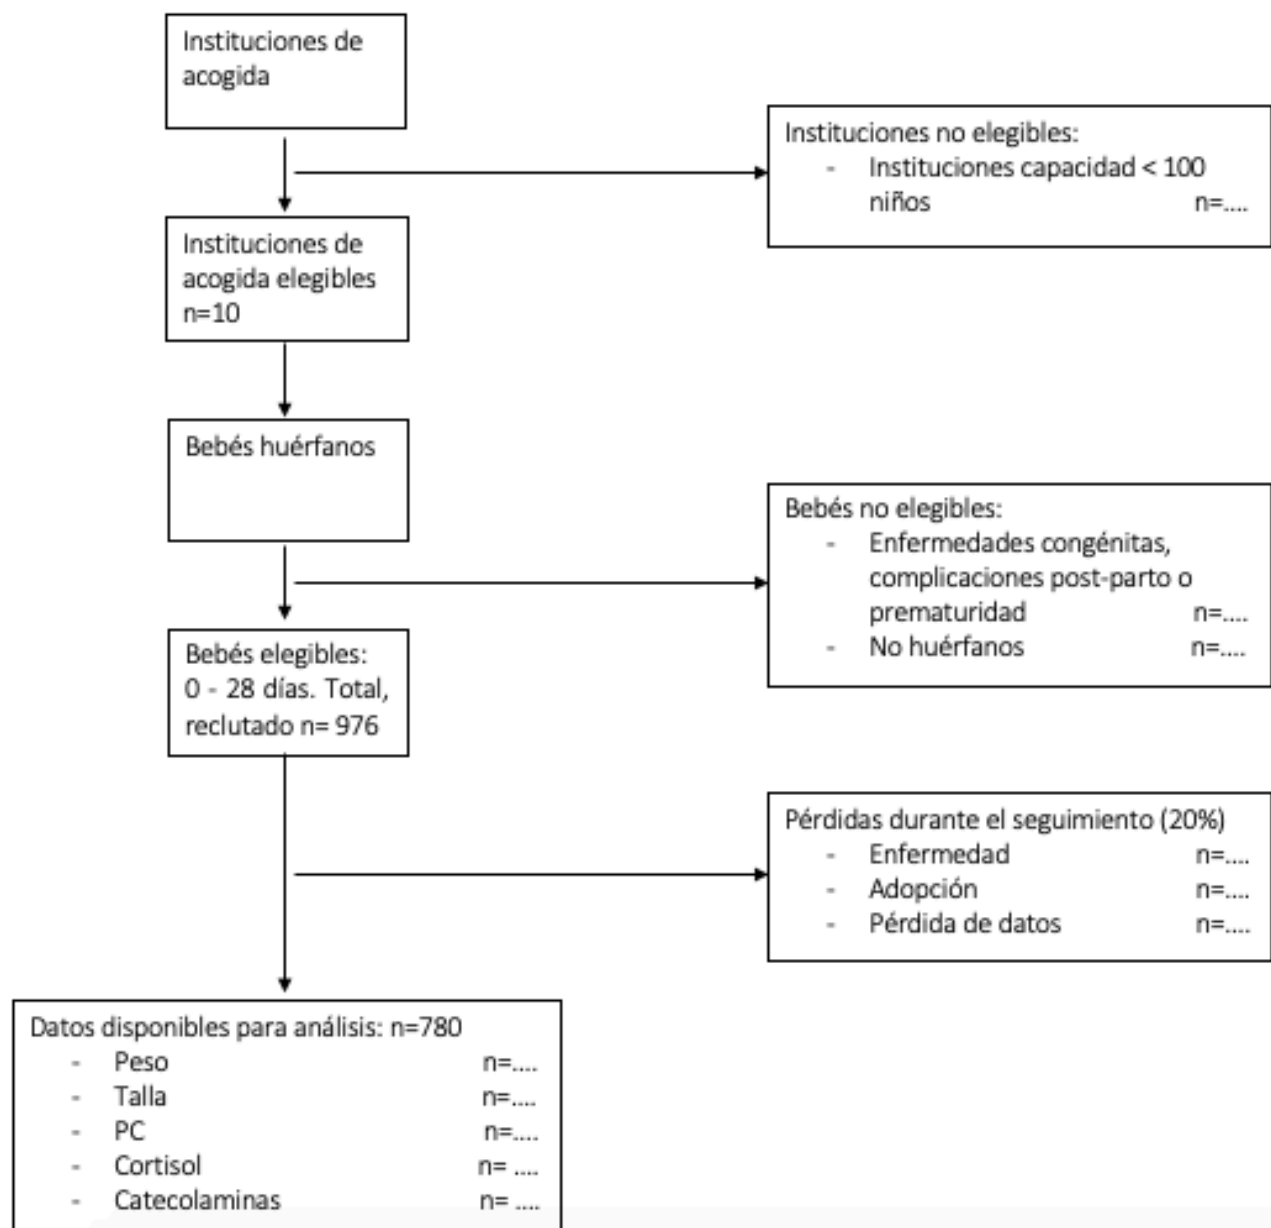 Instituciones de
acogida
Instituciones no elegibles:
- Instituciones capacidad < 100
niños n=....
Instituciones de
acogida elegibles
n=10
Bebés huérfanos
Bebés no elegibles:
- Enfermedades congénitas,
complicaciones post-parto o
prematuridad n=....
- No huérfanos n=....
Bebés elegibles:
0 - 28 días. Total,
reclutado n= 976
Pérdidas durante el seguimiento (20%)
- Enfermedad n=....
- Adopción n=....
- Pérdida de datos n=....
Datos disponibles para análisis: n=780
- Peso n=....
- Talla n=....
- PC n=....
- Cortisol n= ....
- Catecolaminas n= ....